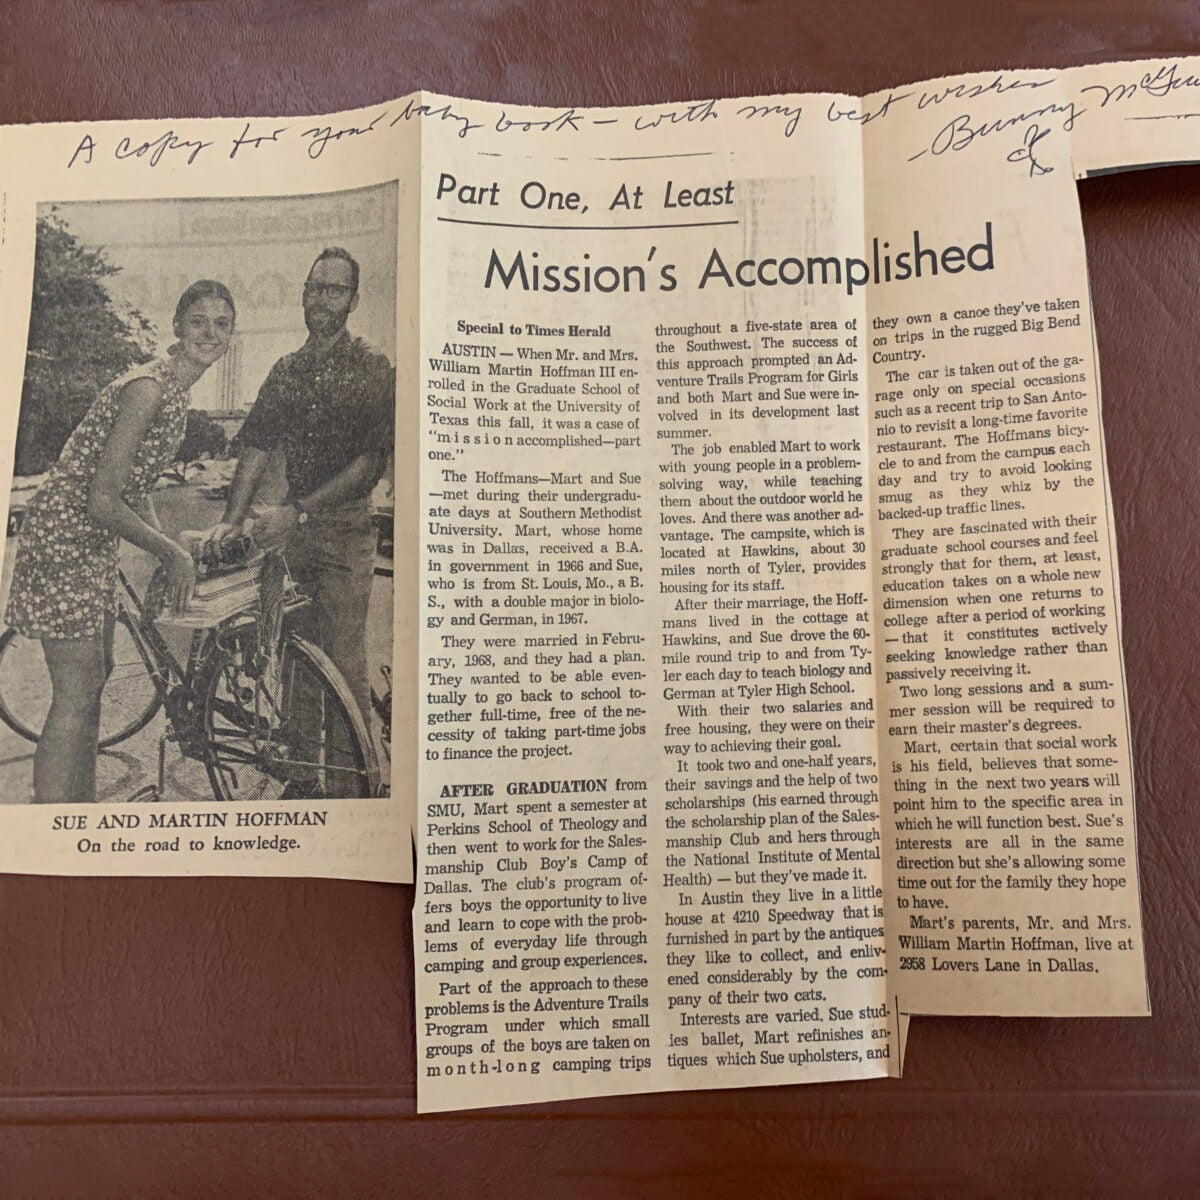 A copy for your baby book – with my best wishes
– Bunny
Part One, At Least
Mission's Accomplished
SUE AND MARTIN HOFFMAN
On the road to knowledge.
Special to Times Herald
AUSTIN — When Mr. and Mrs.
William Martin Hoffman III en-
rolled in the Graduate School of
Social Work at the University of
Texas this fall, it was a case of
"mission accomplished—part
one."
The Hoffmans—Mart and Sue
—met during their undergradu-
ate days at Southern Methodist
University. Mart, whose home
was in Dallas, received a B.A.
in government in 1966 and Sue,
who is from St. Louis, Mo., a B.
S., with a double major in biolo-
gy and German, in 1967.
They were married in Febru-
ary, 1968, and they had a plan.
They wanted to be able even-
tually to go back to school to-
gether full-time, free of the ne-
cessity of taking part-time jobs
to finance the project.
AFTER GRADUATION from
SMU, Mart spent a semester at
Perkins School of Theology and
then went to work for the Sales-
manship Club Boy's Camp of
Dallas. The club's program of-
fers boys the opportunity to live
and learn to cope with the prob-
lems of everyday life through
camping and group experiences.
Part of the approach to these
problems is the Adventure Trails
Program under which small
groups of the boys are taken on
month-long camping trips
throughout a five-state area of
the Southwest. The success of
this approach prompted an Ad-
venture Trails Program for Girls
and both Mart and Sue were in-
volved in its development last
summer.
The job enabled Mart to work
with young people in a problem-
solving way, while teaching
them about the outdoor world he
loves. And there was another ad-
vantage. The campsite, which is
located at Hawkins, about 30
miles north of Tyler, provides
housing for its staff.
After their marriage, the Hoff-
mans lived in the cottage at
Hawkins, and Sue drove the 60-
mile round trip to and from Ty-
ler each day to teach biology and
German at Tyler High School.
With their two salaries and
free housing, they were on their
way to achieving their goal.
It took two and one-half years,
their savings and the help of two
scholarships (his earned through
the scholarship plan of the Sales-
manship Club and hers through
the National Institute of Mental
Health) — but they've made it.
In Austin they live in a little
house at 4210 Speedway that is
furnished in part by the antiques
they like to collect, and enliv-
ened considerably by the com-
pany of their two cats.
Interests are varied. Sue stud-
ies ballet, Mart refinishes an-
tiques which Sue upholsters, and
they own a canoe they've taken
on trips in the rugged Big Bend
Country.
The car is taken out of the ga-
rage only on special occasions
such as a recent trip to San Anto-
nio to revisit a long-time favorite
restaurant. The Hoffmans bicy-
cle to and from the campus each
day and try to avoid looking
smug as they whiz by the
backed-up traffic lines.
They are fascinated with their
graduate school courses and feel
strongly that for them, at least,
education takes on a whole new
dimension when one returns to
college after a period of working
— that it constitutes actively
seeking knowledge rather than
passively receiving it.
Two long sessions and a sum-
mer session will be required to
earn their master's degrees.
Mart, certain that social work
is his field, believes that some-
thing in the next two years will
point him to the specific area in
which he will function best. Sue's
interests are all in the same
direction but she's allowing some
time out for the family they hope
to have.
Mart's parents, Mr. and Mrs.
William Martin Hoffman, live at
2958 Lovers Lane in Dallas.